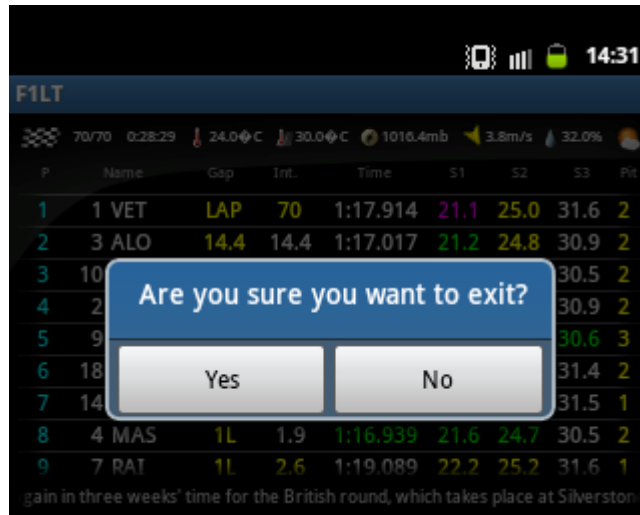 14:31
F1LT
70/70 0:28:29 24.0�C 30.0�C 1016.4mb 3.8m/s 32.0%
P Name Gap Int. Time S1 S2 S3 Pit
1 1 VET LAP 70 1:17.914 21.1 25.0 31.6 2
2 3 ALO 14.4 14.4 1:17.017 21.2 24.8 30.9 2
3 10 30.5 2
4 2 30.9 2
Are you sure you want to exit?
5 9 30.6 3
6 18 31.4 2
Yes No
7 14 31.5 1
8 4 MAS 1L 1.9 1:16.939 21.6 24.7 30.5 2
9 7 RAI 1L 2.6 1:19.089 22.2 25.2 31.6 1
gain in three weeks' time for the British round, which takes place at Silverston